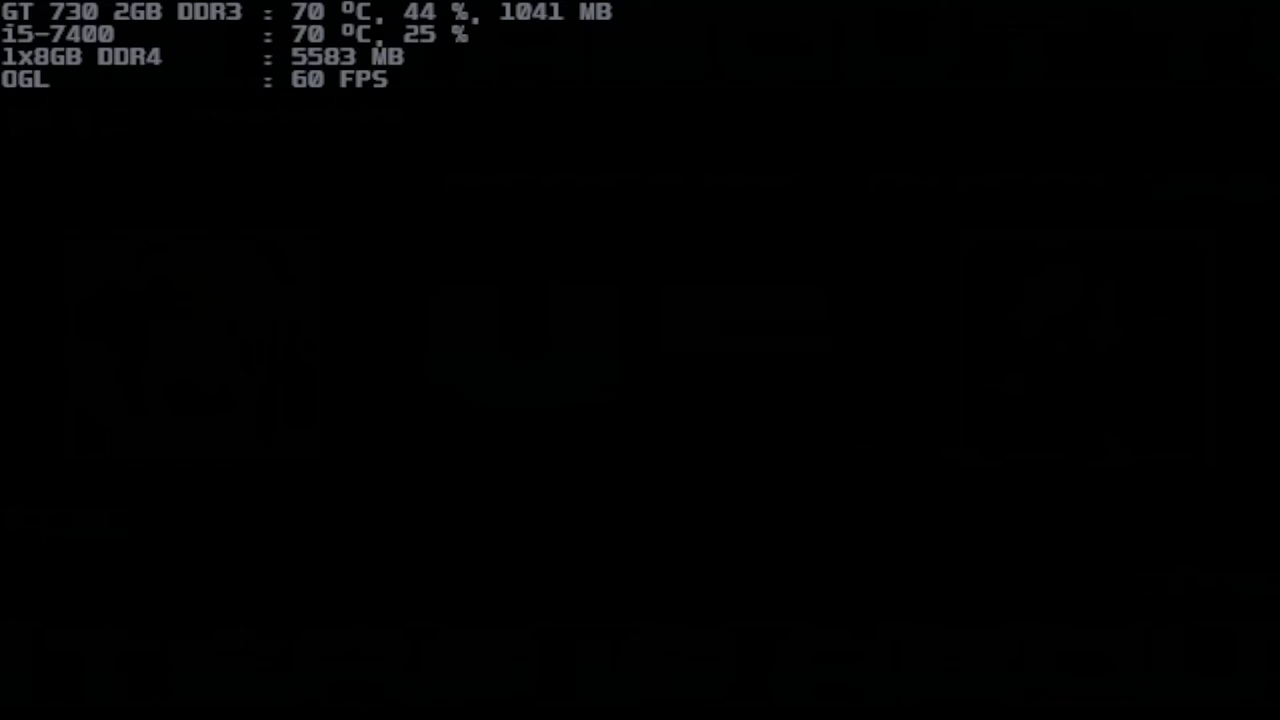 GT 730 2GB DDR3 : 70 ºC, 44 %, 1041 MB
i5-7400 : 70 ºC, 25 %
1x8GB DDR4 : 5583 MB
OGL : 60 FPS